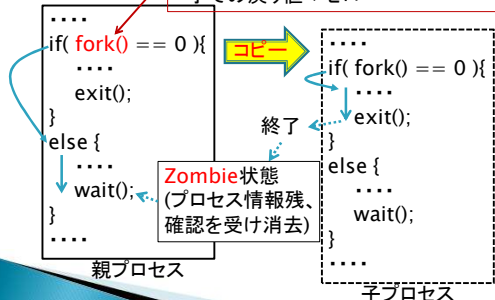 ....
if( fork() == 0 ){
....
exit();
}
else {
....
wait();
}
....
親プロセス
コピー
終了
Zombie状態
(プロセス情報残、
確認を受け消去)
....
if( fork() == 0 ){
....
exit();
}
else {
....
wait();
}
....
子プロセス